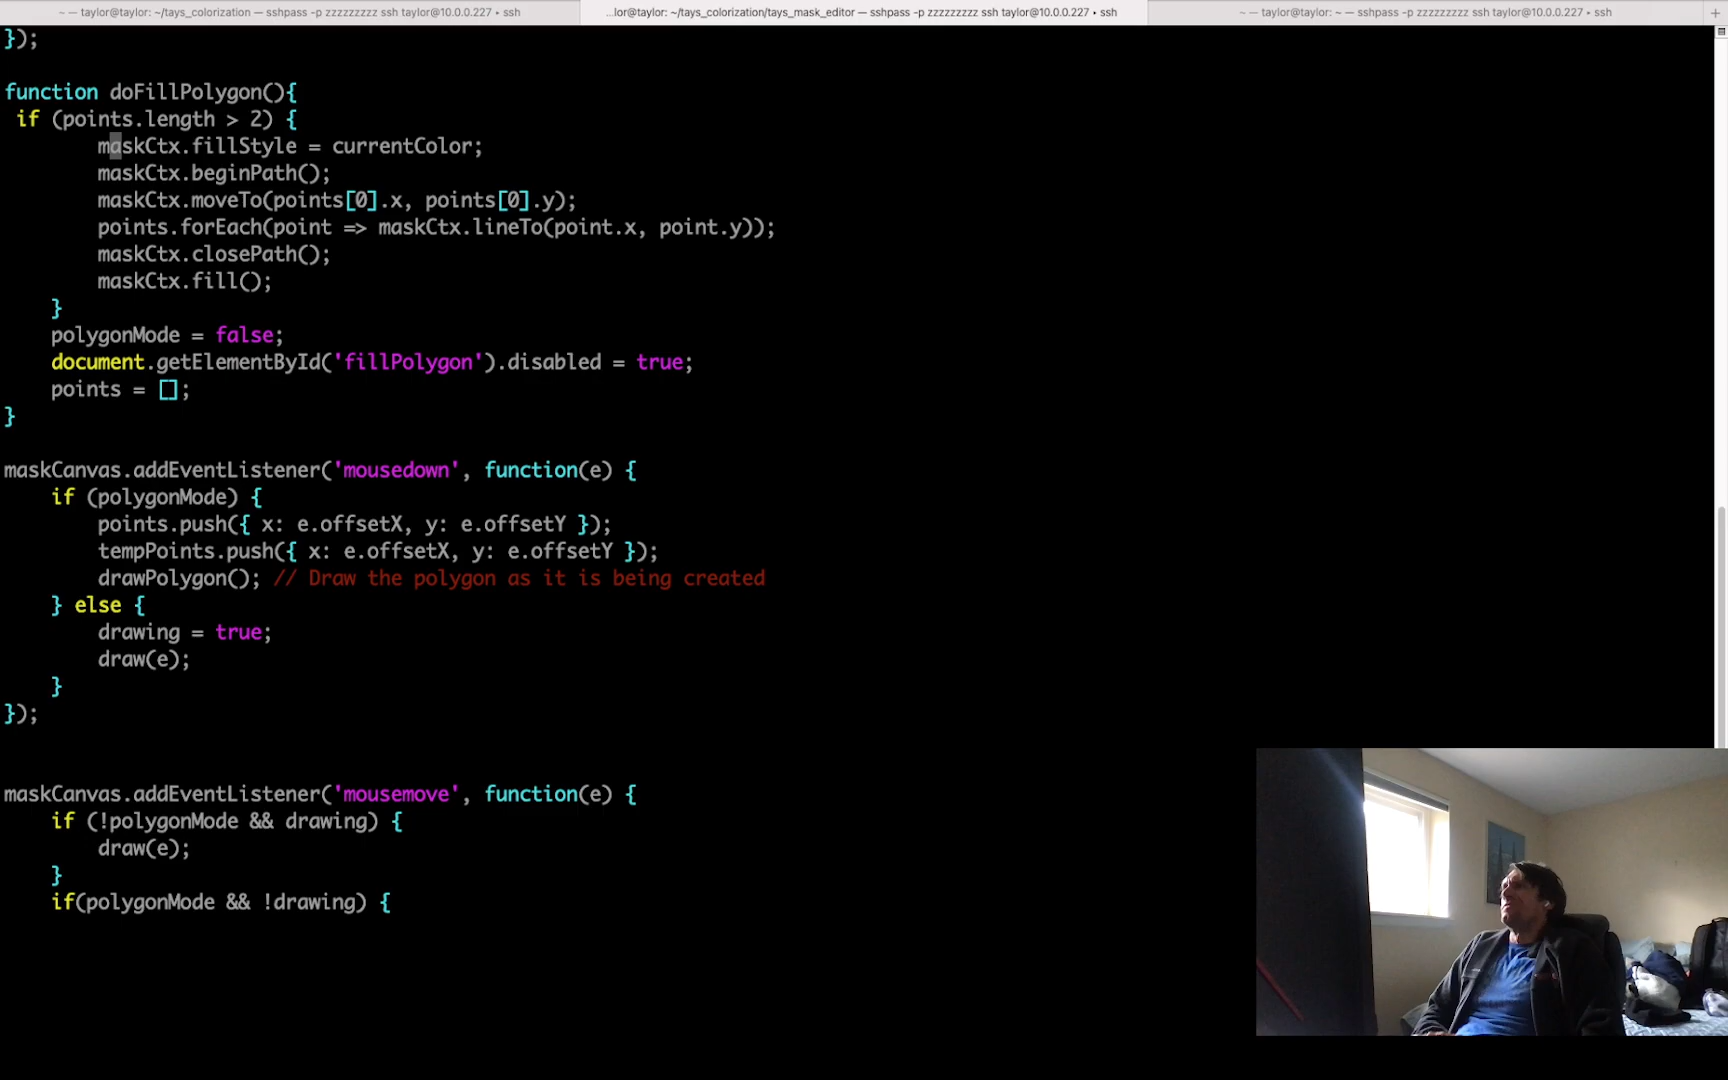 ~ — taylor@taylor: ~/tays_colorization — sshpass -p zzzzzzzzz ssh taylor@10.0.0.227 • ssh
...lor@taylor: ~/tays_colorization/tays_mask_editor — sshpass -p zzzzzzzzz ssh taylor@10.0.0.227 • ssh
~ — taylor@taylor: ~ — sshpass -p zzzzzzzzz ssh taylor@10.0.0.227 • ssh
+
});
function doFillPolygon(){
 if (points.length > 2) {
        maskCtx.fillStyle = currentColor;
        maskCtx.beginPath();
        maskCtx.moveTo(points[0].x, points[0].y);
        points.forEach(point => maskCtx.lineTo(point.x, point.y));
        maskCtx.closePath();
        maskCtx.fill();
    }
    polygonMode = false;
    document.getElementById('fillPolygon').disabled = true;
    points = [];
}
maskCanvas.addEventListener('mousedown', function(e) {
    if (polygonMode) {
        points.push({ x: e.offsetX, y: e.offsetY });
        tempPoints.push({ x: e.offsetX, y: e.offsetY });
        drawPolygon(); // Draw the polygon as it is being created
    } else {
        drawing = true;
        draw(e);
    }
});
maskCanvas.addEventListener('mousemove', function(e) {
    if (!polygonMode && drawing) {
        draw(e);
    }
    if(polygonMode && !drawing) {